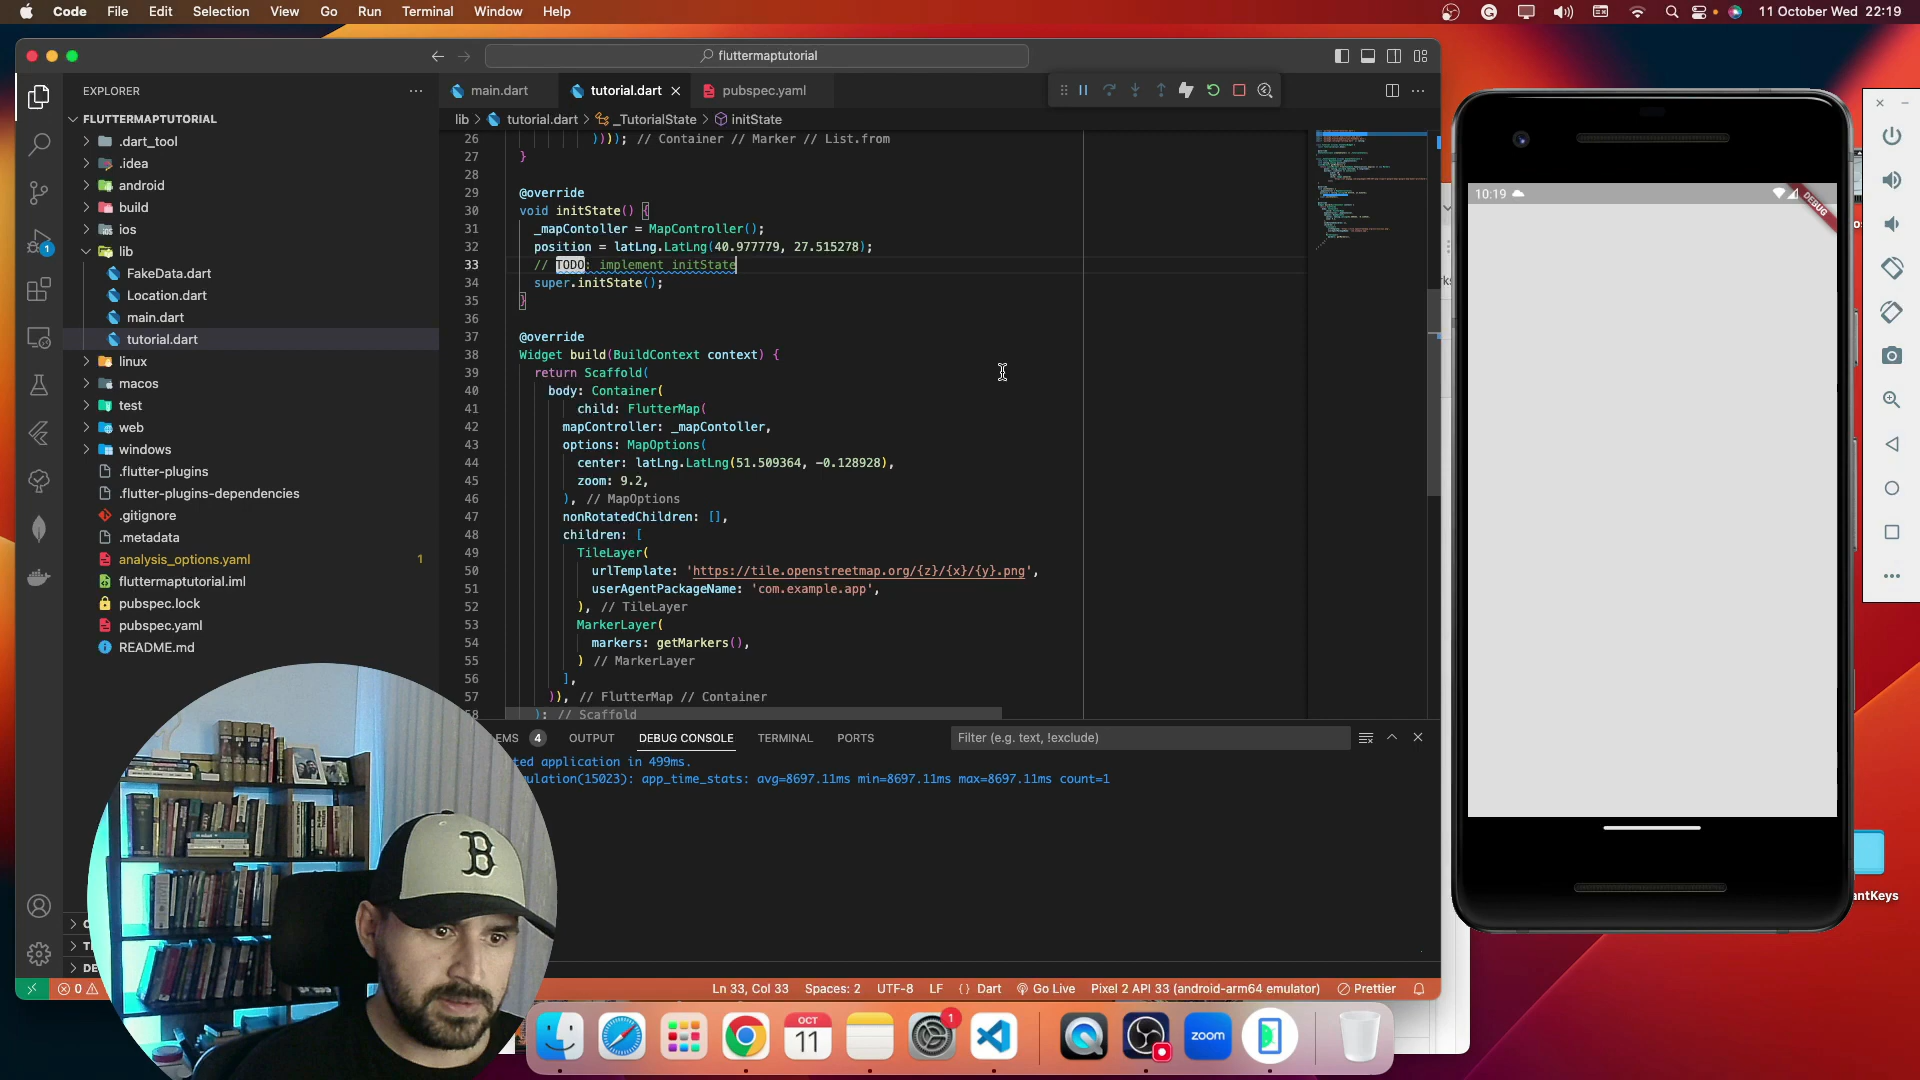 Code File Edit Selection View Go Run Terminal Window Help
11 October Wed 22:19
fluttermaptutorial
EXPLORER
FLUTTERMAPTUTORIAL
.dart_tool
.idea
android
build
ios
lib
FakeData.dart
Location.dart
main.dart
tutorial.dart
linux
macos
test
web
windows
.flutter-plugins
.flutter-plugins-dependencies
.gitignore
.metadata
analysis_options.yaml 1
fluttermaptutorial.iml
pubspec.lock
pubspec.yaml
README.md
1
main.dart
tutorial.dart
pubspec.yaml
lib > tutorial.dart > _TutorialState > initState
26 )))); // Container // Marker // List.from
27 }
28
29 @override
30 void initState() {
31 _mapContoller = MapController();
32 position = latLng.LatLng(40.977779, 27.515278);
33 // TODO: implement initState
34 super.initState();
35 }
36
37 @override
38 Widget build(BuildContext context) {
39 return Scaffold(
40 body: Container(
41 child: FlutterMap(
42 mapController: _mapContoller,
43 options: MapOptions(
44 center: latLng.LatLng(51.509364, -0.128928),
45 zoom: 9.2,
46 ), // MapOptions
47 nonRotatedChildren: [],
48 children: [
49 TileLayer(
50 urlTemplate: 'https://tile.openstreetmap.org/{z}/{x}/{y}.png',
51 userAgentPackageName: 'com.example.app',
52 ), // TileLayer
53 MarkerLayer(
54 markers: getMarkers(),
55 ) // MarkerLayer
56 ],
57 )), // FlutterMap // Container
); // Scaffold
EMS 4 OUTPUT DEBUG CONSOLE TERMINAL PORTS
Filter (e.g. text, !exclude)
ted application in 499ms.
ulation(15023): app_time_stats: avg=8697.11ms min=8697.11ms max=8697.11ms count=1
0
Ln 33, Col 33 Spaces: 2 UTF-8 LF {} Dart Go Live Pixel 2 API 33 (android-arm64 emulator) Prettier
10:19
DEBUG
antKeys
OCT
11
1
zoom
B